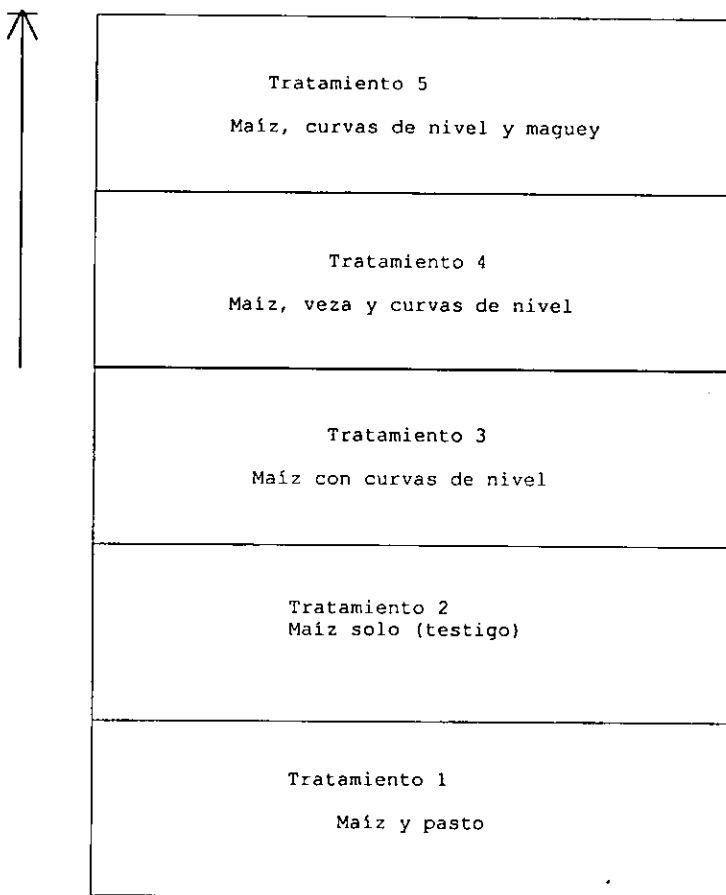 Tratamiento 5
Maíz, curvas de nivel y maguey
Tratamiento 4
Maíz, veza y curvas de nivel
Tratamiento 3
Maíz con curvas de nivel
Tratamiento 2
Maíz solo (testigo)
Tratamiento 1
Maíz y pasto